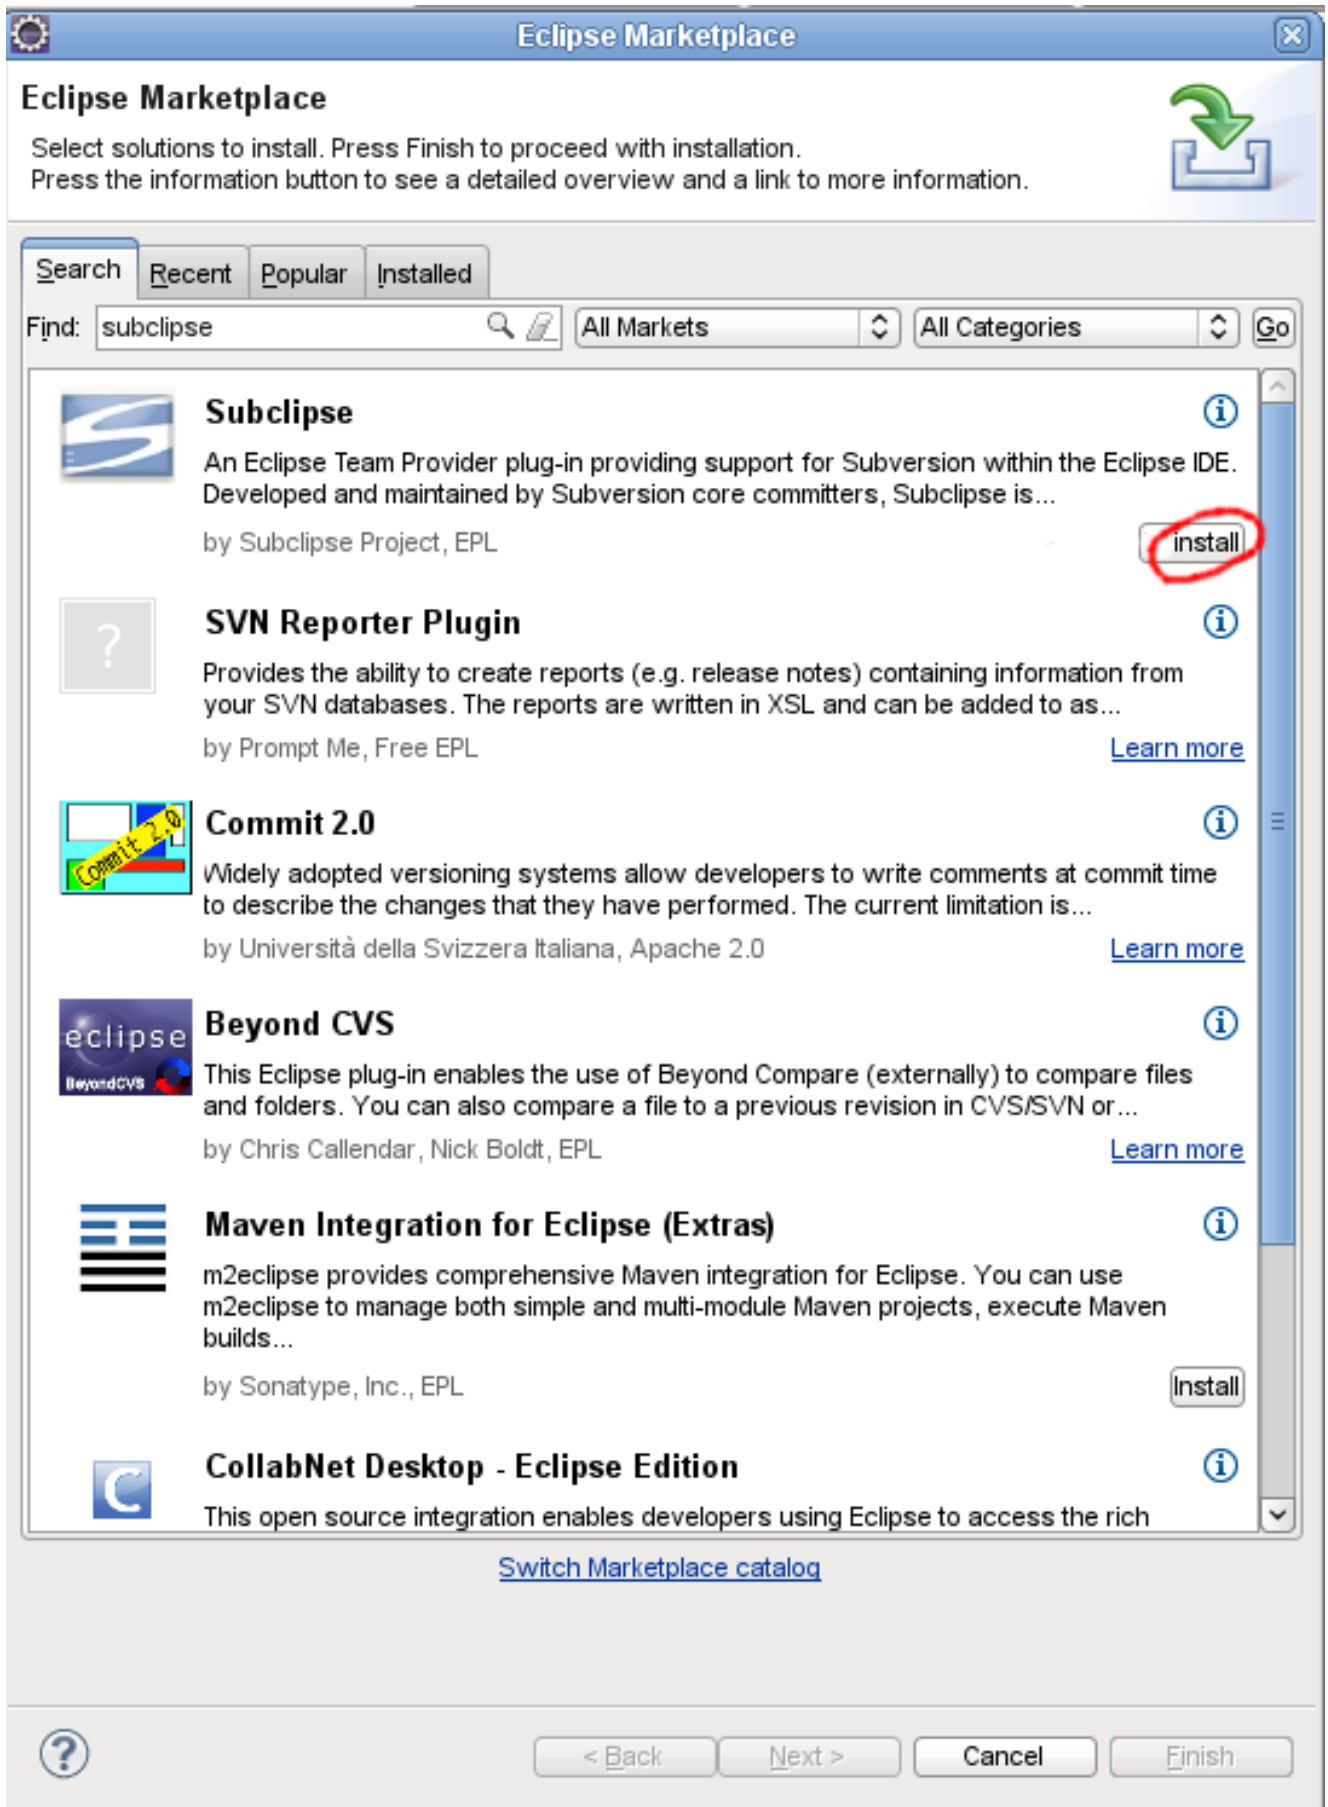 Eclipse Marketplace
Eclipse Marketplace
Select solutions to install. Press Finish to proceed with installation.
Press the information button to see a detailed overview and a link to more information.
Search Recent Popular Installed
Find: subclipse All Markets All Categories Go
Subclipse
An Eclipse Team Provider plug-in providing support for Subversion within the Eclipse IDE.
Developed and maintained by Subversion core committers, Subclipse is...
by Subclipse Project, EPL install
?
SVN Reporter Plugin
Provides the ability to create reports (e.g. release notes) containing information from
your SVN databases. The reports are written in XSL and can be added to as...
by Prompt Me, Free EPL Learn more
Commit 2.0
Commit 2.0
Widely adopted versioning systems allow developers to write comments at commit time
to describe the changes that they have performed. The current limitation is...
by Università della Svizzera Italiana, Apache 2.0 Learn more
eclipse
BeyondCVS
Beyond CVS
This Eclipse plug-in enables the use of Beyond Compare (externally) to compare files
and folders. You can also compare a file to a previous revision in CVS/SVN or...
by Chris Callendar, Nick Boldt, EPL Learn more
Maven Integration for Eclipse (Extras)
m2eclipse provides comprehensive Maven integration for Eclipse. You can use
m2eclipse to manage both simple and multi-module Maven projects, execute Maven
builds...
by Sonatype, Inc., EPL Install
C
CollabNet Desktop - Eclipse Edition
This open source integration enables developers using Eclipse to access the rich
Switch Marketplace catalog
? < Back Next > Cancel Finish